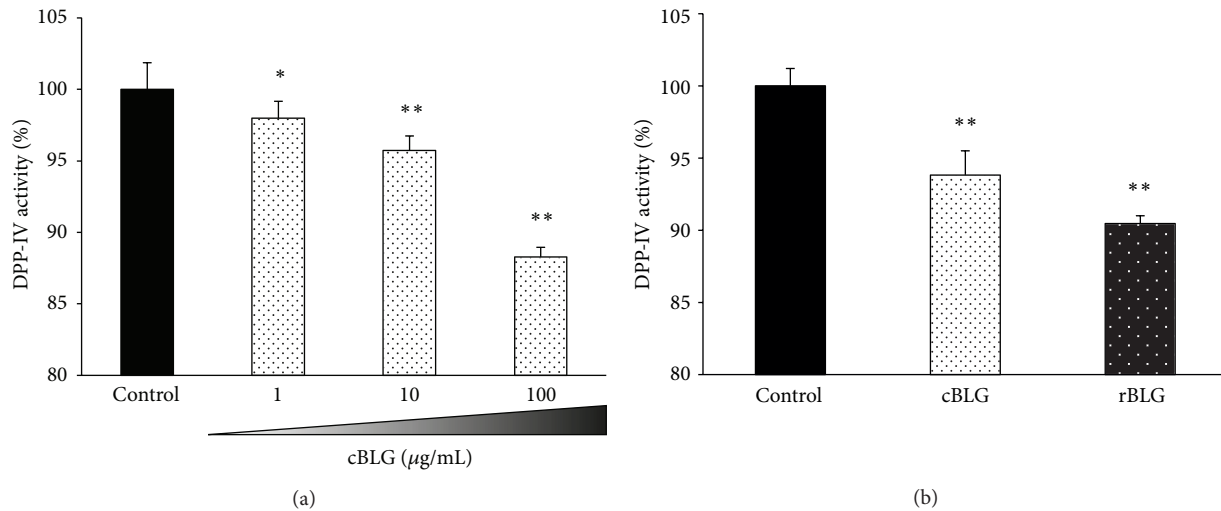 105
100
95
90
85
80
DPP-IV activity (%)
*
**
**
Control
1
10
100
cBLG (μg/mL)
(a)
105
100
95
90
85
80
DPP-IV activity (%)
**
**
Control
cBLG
rBLG
(b)